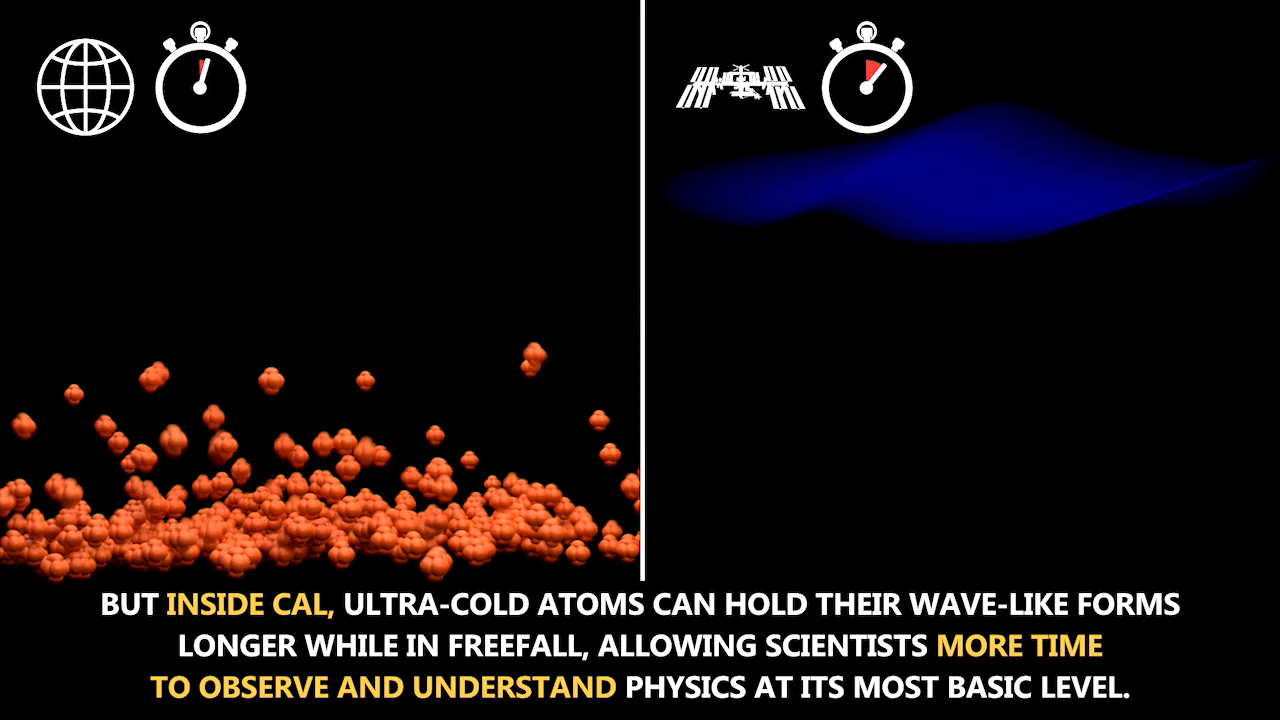 BUT INSIDE CAL, ULTRA-COLD ATOMS CAN HOLD THEIR WAVE-LIKE FORMS
LONGER WHILE IN FREEFALL, ALLOWING SCIENTISTS MORE TIME
TO OBSERVE AND UNDERSTAND PHYSICS AT ITS MOST BASIC LEVEL.